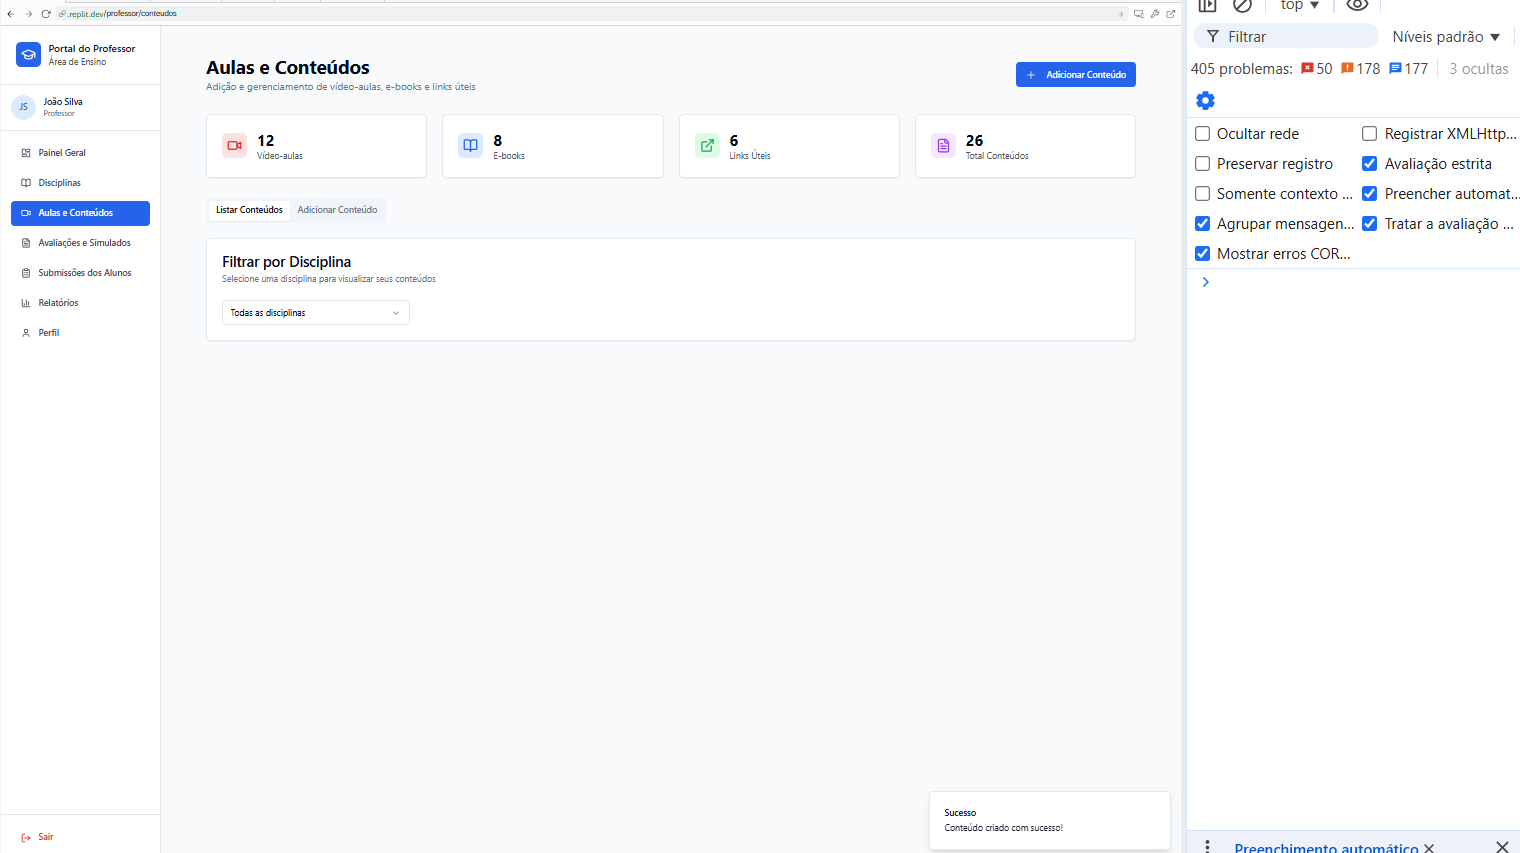 .replit.dev/professor/conteudos
Portal do Professor
Área de Ensino
JS
João Silva
Professor
Painel Geral
Disciplinas
Aulas e Conteúdos
Avaliações e Simulados
Submissões dos Alunos
Relatórios
Perfil
Sair
Aulas e Conteúdos
Adição e gerenciamento de vídeo-aulas, e-books e links úteis
+ Adicionar Conteúdo
12
Vídeo-aulas
8
E-books
6
Links Úteis
26
Total Conteúdos
Listar Conteúdos Adicionar Conteúdo
Filtrar por Disciplina
Selecione uma disciplina para visualizar seus conteúdos
Todas as disciplinas
Sucesso
Conteúdo criado com sucesso!
top
Filtrar Níveis padrão
405 problemas: 50 178 177 3 ocultas
Ocultar rede Registrar XMLHttp...
Preservar registro Avaliação estrita
Somente contexto ... Preencher automat...
Agrupar mensagen... Tratar a avaliação ...
Mostrar erros COR...
Preenchimento automático